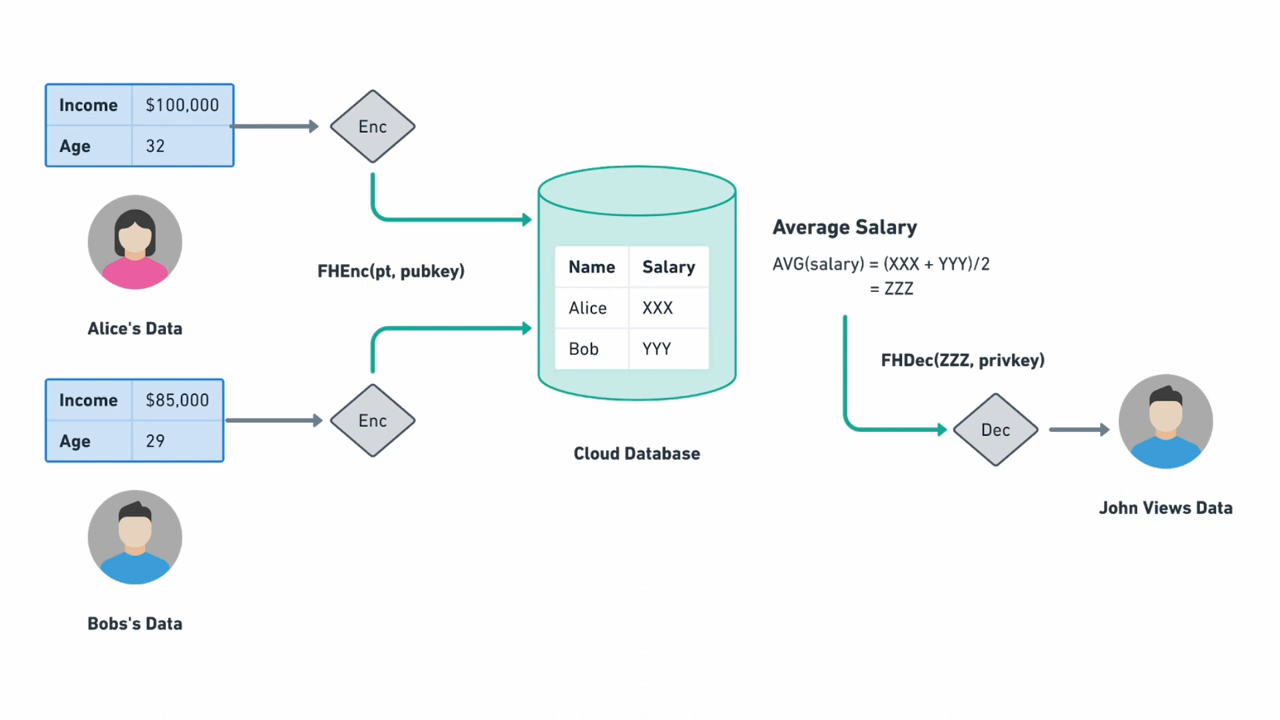 Income $100,000
Age 32
Enc
Alice's Data
FHEnc(pt, pubkey)
Income $85,000
Age 29
Enc
Bobs's Data
Name Salary
Alice XXX
Bob YYY
Cloud Database
Average Salary
AVG(salary) = (XXX + YYY)/2
= ZZZ
FHDec(ZZZ, privkey)
Dec
John Views Data